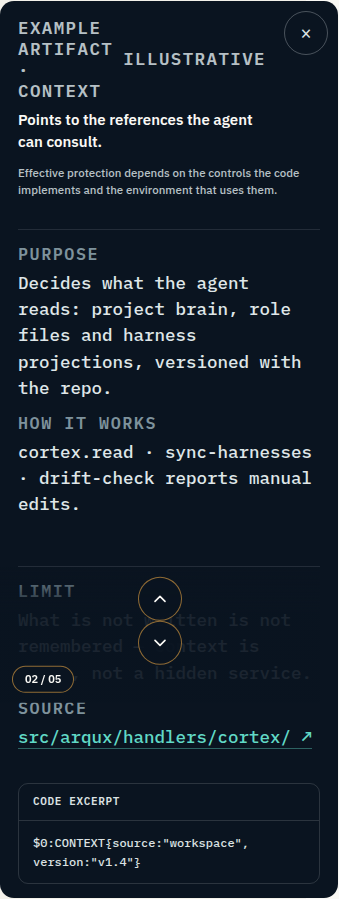 EXAMPLE
ARTIFACT
·
CONTEXT
ILLUSTRATIVE
×
Points to the references the agent
can consult.
Effective protection depends on the controls the code
implements and the environment that uses them.
PURPOSE
Decides what the agent
reads: project brain, role
files and harness
projections, versioned with
the repo.
HOW IT WORKS
cortex.read · sync-harnesses
· drift-check reports manual
edits.
LIMIT
What is not written is not
remembered is
02 / 05
not a hidden service.
SOURCE
src/arqux/handlers/cortex/ ↗
CODE EXCERPT
$0:CONTEXT{source:"workspace",
version:"v1.4"}